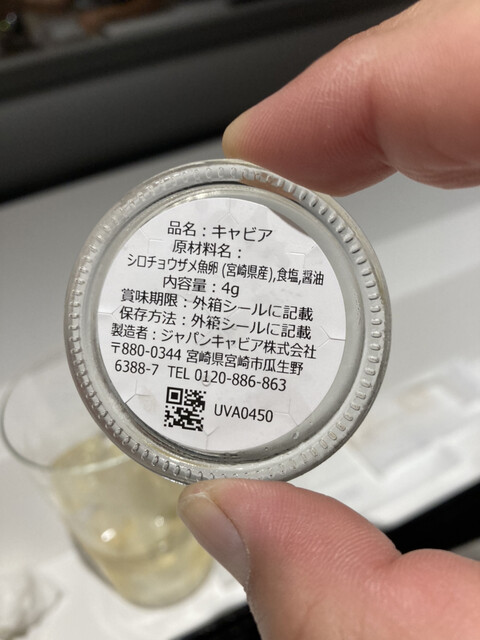 品名：キャビア
原材料名：
シロチョウザメ魚卵 (宮崎県産),食塩,醤油
内容量：4g
賞味期限：外箱シールに記載
保存方法：外箱シールに記載
製造者：ジャパンキャビア株式会社
〒880-0344 宮崎県宮崎市瓜生野
6388-7 TEL 0120-886-863
UVA0450